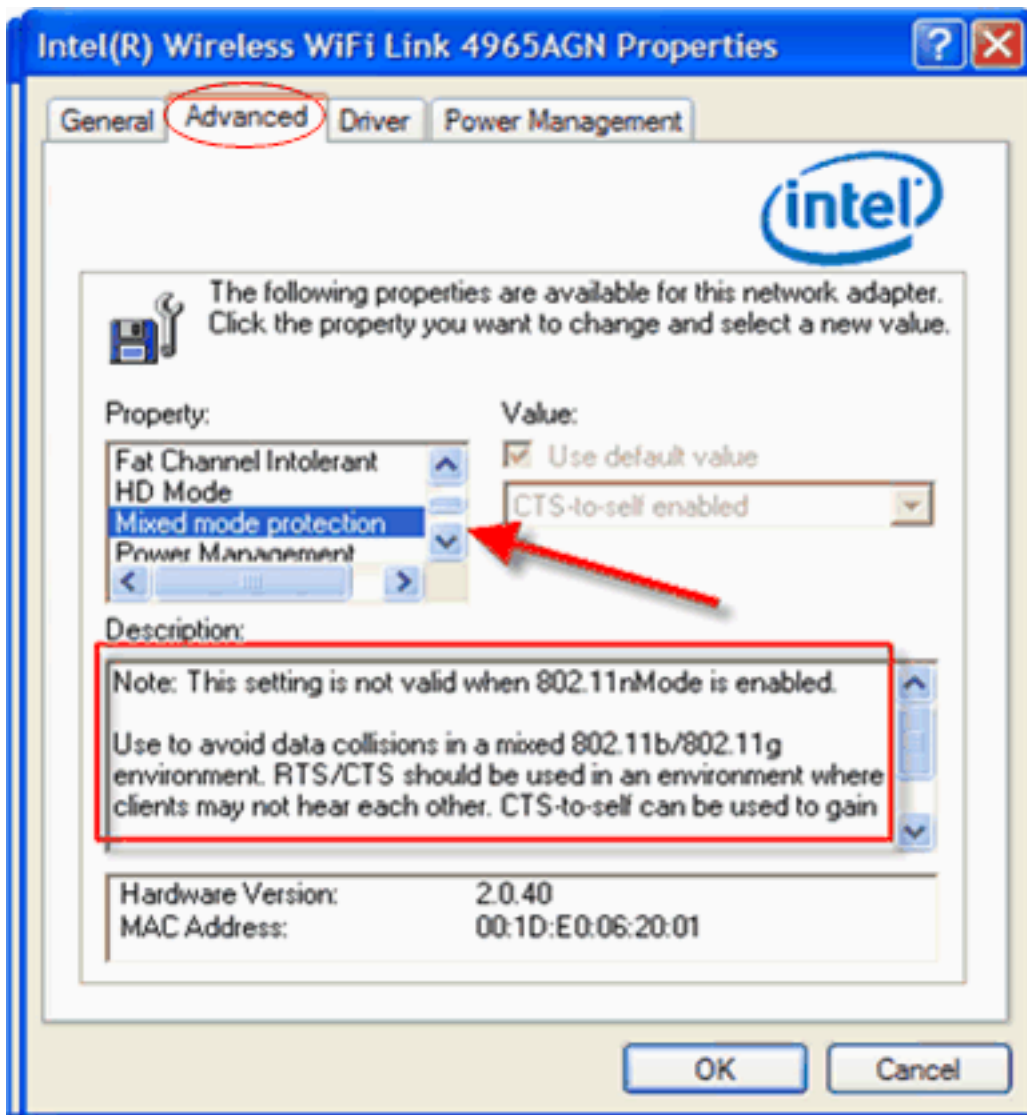 Intel(R) Wireless WiFi Link 4965AGN Properties
General
Advanced
Driver
Power Management
intel
The following properties are available for this network adapter.
Click the property you want to change and select a new value.
Property:
Value:
Fat Channel Intolerant
HD Mode
Mixed mode protection
Power Management
Use default value
CTS-to-self enabled
Description:
Note: This setting is not valid when 802.11nMode is enabled.
Use to avoid data collisions in a mixed 802.11b/802.11g
environment. RTS/CTS should be used in an environment where
clients may not hear each other. CTS-to-self can be used to gain
Hardware Version: 2.0.40
MAC Address: 00:1D:E0:06:20:01
OK
Cancel